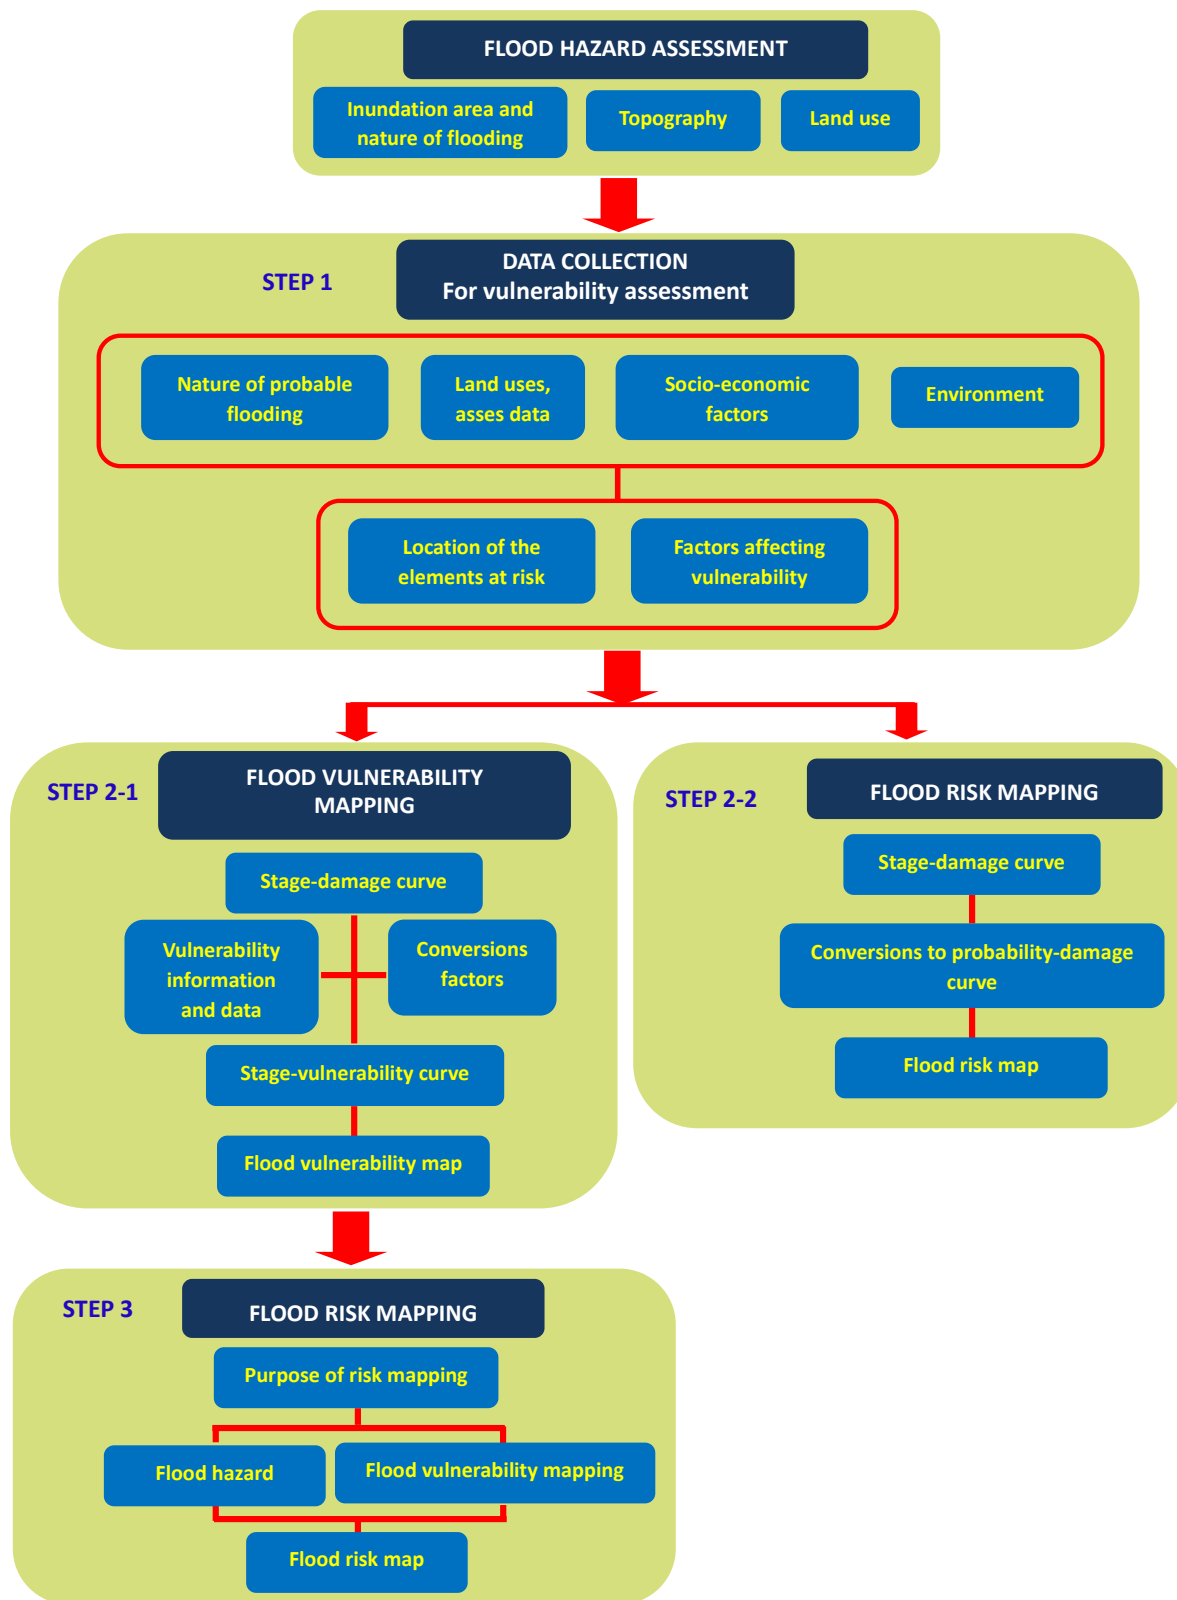 FLOOD HAZARD ASSESSMENT
Inundation area and
nature of flooding
Topography
Land use
STEP 1
DATA COLLECTION
For vulnerability assessment
Nature of probable
flooding
Land uses,
asses data
Socio-economic
factors
Environment
Location of the
elements at risk
Factors affecting
vulnerability
STEP 2-1
FLOOD VULNERABILITY
MAPPING
Stage-damage curve
Vulnerability
information
and data
Conversions
factors
Stage-vulnerability curve
Flood vulnerability map
STEP 2-2
FLOOD RISK MAPPING
Stage-damage curve
Conversions to probability-damage
curve
Flood risk map
STEP 3
FLOOD RISK MAPPING
Purpose of risk mapping
Flood hazard
Flood vulnerability mapping
Flood risk map